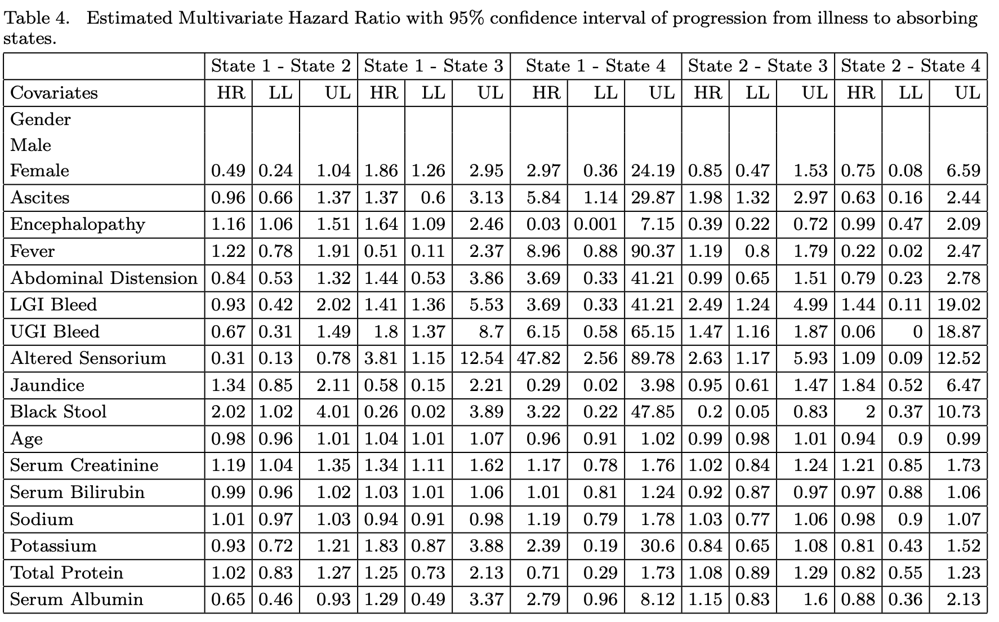 Table 4. Estimated Multivariate Hazard Ratio with 95% confidence interval of progression from illness to absorbing
states.
State 1 - State 2 State 1 - State 3 State 1 - State 4 State 2 - State 3 State 2 - State 4
Covariates HR LL UL HR LL UL HR LL UL HR LL UL HR LL UL
Gender
Male
Female 0.49 0.24 1.04 1.86 1.26 2.95 2.97 0.36 24.19 0.85 0.47 1.53 0.75 0.08 6.59
Ascites 0.96 0.66 1.37 1.37 0.6 3.13 5.84 1.14 29.87 1.98 1.32 2.97 0.63 0.16 2.44
Encephalopathy 1.16 1.06 1.51 1.64 1.09 2.46 0.03 0.001 7.15 0.39 0.22 0.72 0.99 0.47 2.09
Fever 1.22 0.78 1.91 0.51 0.11 2.37 8.96 0.88 90.37 1.19 0.8 1.79 0.22 0.02 2.47
Abdominal Distension 0.84 0.53 1.32 1.44 0.53 3.86 3.69 0.33 41.21 0.99 0.65 1.51 0.79 0.23 2.78
LGI Bleed 0.93 0.42 2.02 1.41 1.36 5.53 3.69 0.33 41.21 2.49 1.24 4.99 1.44 0.11 19.02
UGI Bleed 0.67 0.31 1.49 1.8 1.37 8.7 6.15 0.58 65.15 1.47 1.16 1.87 0.06 0 18.87
Altered Sensorium 0.31 0.13 0.78 3.81 1.15 12.54 47.82 2.56 89.78 2.63 1.17 5.93 1.09 0.09 12.52
Jaundice 1.34 0.85 2.11 0.58 0.15 2.21 0.29 0.02 3.98 0.95 0.61 1.47 1.84 0.52 6.47
Black Stool 2.02 1.02 4.01 0.26 0.02 3.89 3.22 0.22 47.85 0.2 0.05 0.83 2 0.37 10.73
Age 0.98 0.96 1.01 1.04 1.01 1.07 0.96 0.91 1.02 0.99 0.98 1.01 0.94 0.9 0.99
Serum Creatinine 1.19 1.04 1.35 1.34 1.11 1.62 1.17 0.78 1.76 1.02 0.84 1.24 1.21 0.85 1.73
Serum Bilirubin 0.99 0.96 1.02 1.03 1.01 1.06 1.01 0.81 1.24 0.92 0.87 0.97 0.97 0.88 1.06
Sodium 1.01 0.97 1.03 0.94 0.91 0.98 1.19 0.79 1.78 1.03 0.77 1.06 0.98 0.9 1.07
Potassium 0.93 0.72 1.21 1.83 0.87 3.88 2.39 0.19 30.6 0.84 0.65 1.08 0.81 0.43 1.52
Total Protein 1.02 0.83 1.27 1.25 0.73 2.13 0.71 0.29 1.73 1.08 0.89 1.29 0.82 0.55 1.23
Serum Albumin 0.65 0.46 0.93 1.29 0.49 3.37 2.79 0.96 8.12 1.15 0.83 1.6 0.88 0.36 2.13